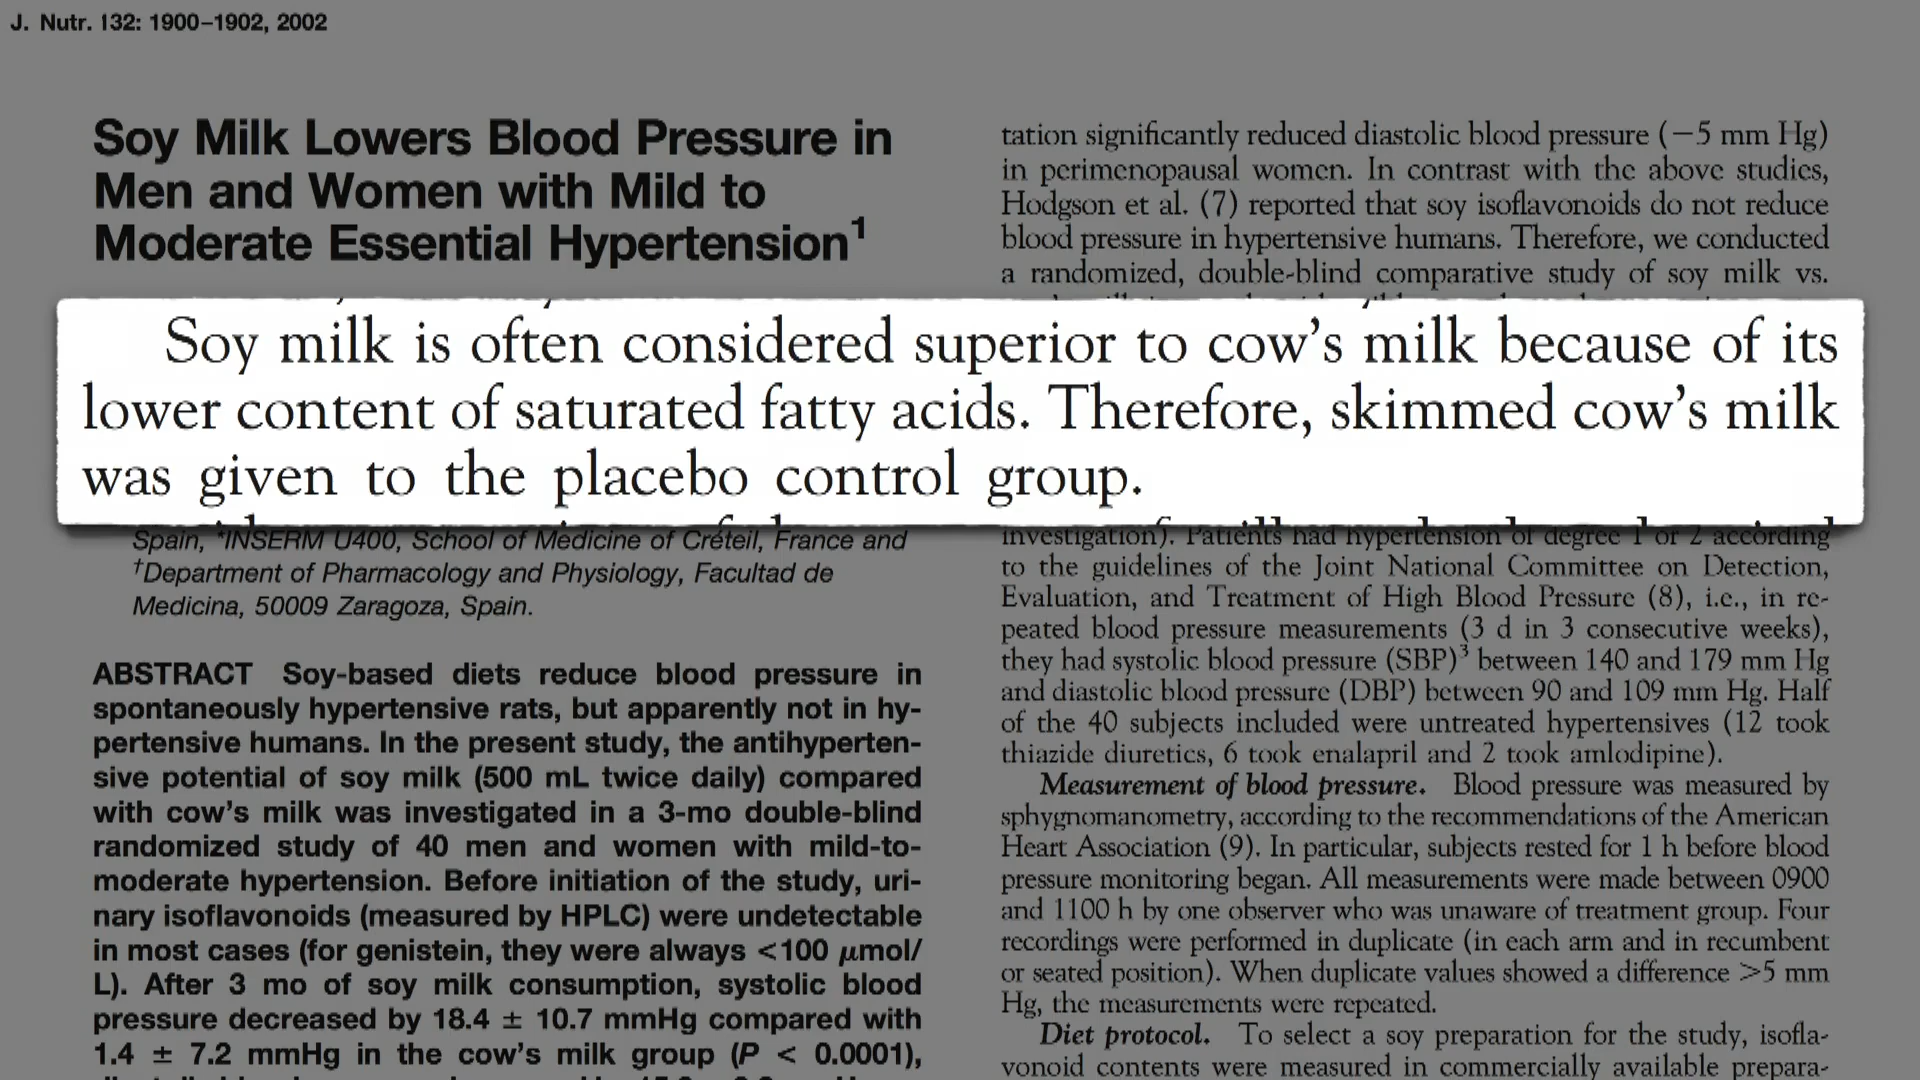 J. Nutr. 132: 1900–1902, 2002
Soy Milk Lowers Blood Pressure in
Men and Women with Mild to
Moderate Essential Hypertension¹
Soy milk is often considered superior to cow's milk because of its
lower content of saturated fatty acids. Therefore, skimmed cow's milk
was given to the placebo control group.
Spain, *INSERM U400, School of Medicine of Créteil, France and
†Department of Pharmacology and Physiology, Facultad de
Medicina, 50009 Zaragoza, Spain.
ABSTRACT Soy-based diets reduce blood pressure in
spontaneously hypertensive rats, but apparently not in hy-
pertensive humans. In the present study, the antihyperten-
sive potential of soy milk (500 mL twice daily) compared
with cow's milk was investigated in a 3-mo double-blind
randomized study of 40 men and women with mild-to-
moderate hypertension. Before initiation of the study, uri-
nary isoflavonoids (measured by HPLC) were undetectable
in most cases (for genistein, they were always <100 μmol/
L). After 3 mo of soy milk consumption, systolic blood
pressure decreased by 18.4 ± 10.7 mmHg compared with
1.4 ± 7.2 mmHg in the cow's milk group (P < 0.0001),
tation significantly reduced diastolic blood pressure (−5 mm Hg)
in perimenopausal women. In contrast with the above studies,
Hodgson et al. (7) reported that soy isoflavonoids do not reduce
blood pressure in hypertensive humans. Therefore, we conducted
a randomized, double-blind comparative study of soy milk vs.
investigation). Patients had hypertension of degree 1 or 2 according
to the guidelines of the Joint National Committee on Detection,
Evaluation, and Treatment of High Blood Pressure (8), i.e., in re-
peated blood pressure measurements (3 d in 3 consecutive weeks),
they had systolic blood pressure (SBP)³ between 140 and 179 mm Hg
and diastolic blood pressure (DBP) between 90 and 109 mm Hg. Half
of the 40 subjects included were untreated hypertensives (12 took
thiazide diuretics, 6 took enalapril and 2 took amlodipine).
Measurement of blood pressure. Blood pressure was measured by
sphygnomanometry, according to the recommendations of the American
Heart Association (9). In particular, subjects rested for 1 h before blood
pressure monitoring began. All measurements were made between 0900
and 1100 h by one observer who was unaware of treatment group. Four
recordings were performed in duplicate (in each arm and in recumbent
or seated position). When duplicate values showed a difference >5 mm
Hg, the measurements were repeated.
Diet protocol. To select a soy preparation for the study, isofla-
vonoid contents were measured in commercially available prepara-